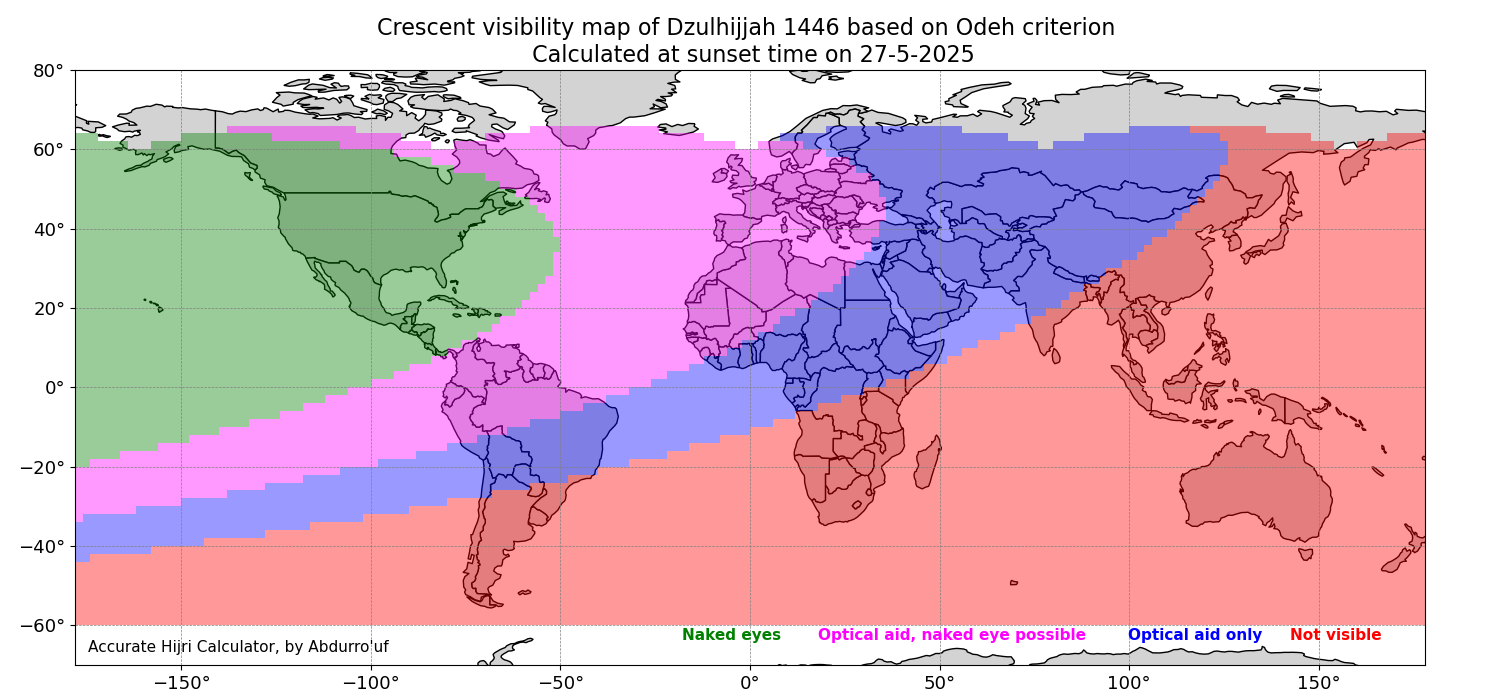 Crescent visibility map of Dzulhijjah 1446 based on Odeh criterion
Calculated at sunset time on 27-5-2025
80°
60°
40°
20°
0°
−20°
−40°
−60°
Accurate Hijri Calculator, by Abdurro'uf
Naked eyes
Optical aid, naked eye possible
Optical aid only
Not visible
−150°
−100°
−50°
0°
50°
100°
150°